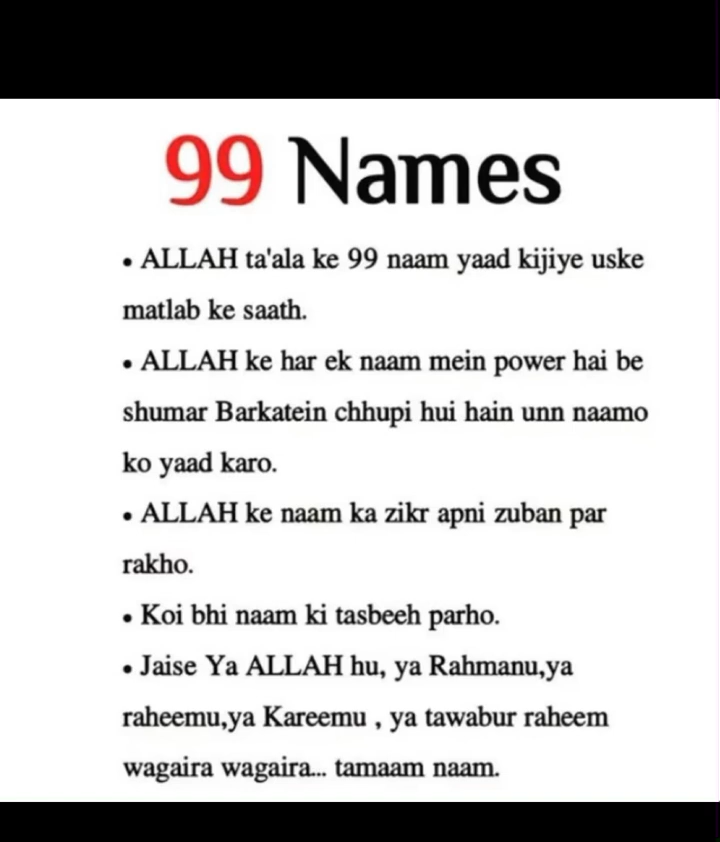 99 Names
• ALLAH ta'ala ke 99 naam yaad kijiye uske
matlab ke saath.
• ALLAH ke har ek naam mein power hai be
shumar Barkatein chhupi hui hain unn naamo
ko yaad karo.
• ALLAH ke naam ka zikr apni zuban par
rakho.
• Koi bhi naam ki tasbeeh parho.
• Jaise Ya ALLAH hu, ya Rahmanu,ya
raheemu,ya Kareemu , ya tawabur raheem
wagaira wagaira... tamaam naam.